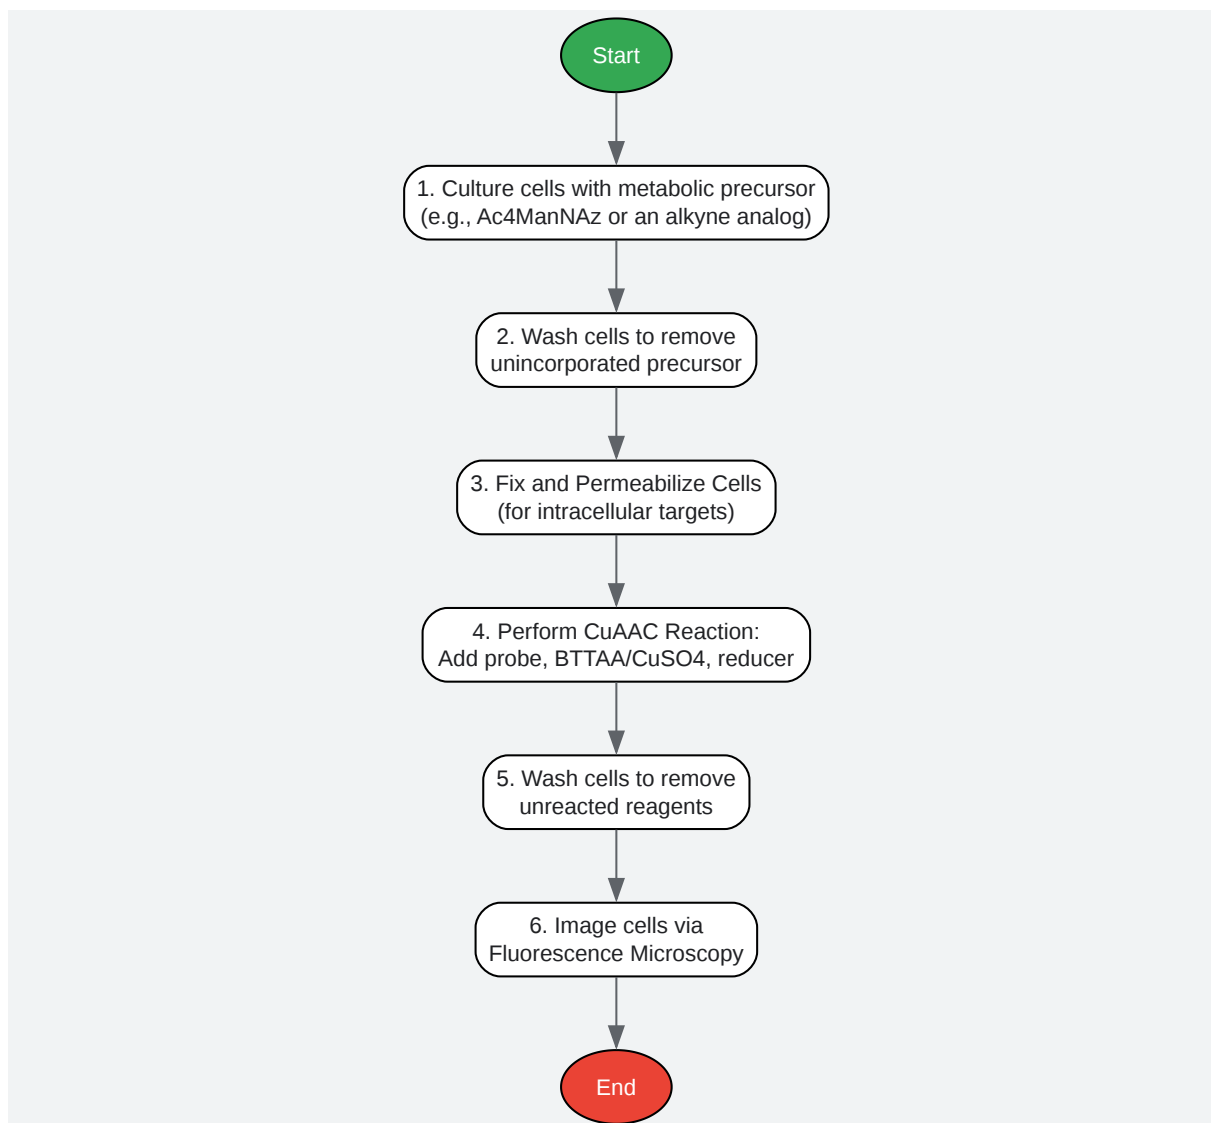 Start
1. Culture cells with metabolic precursor
(e.g., Ac4ManNAz or an alkyne analog)
2. Wash cells to remove
unincorporated precursor
3. Fix and Permeabilize Cells
(for intracellular targets)
4. Perform CuAAC Reaction:
Add probe, BTTAA/CuSO4, reducer
5. Wash cells to remove
unreacted reagents
6. Image cells via
Fluorescence Microscopy
End